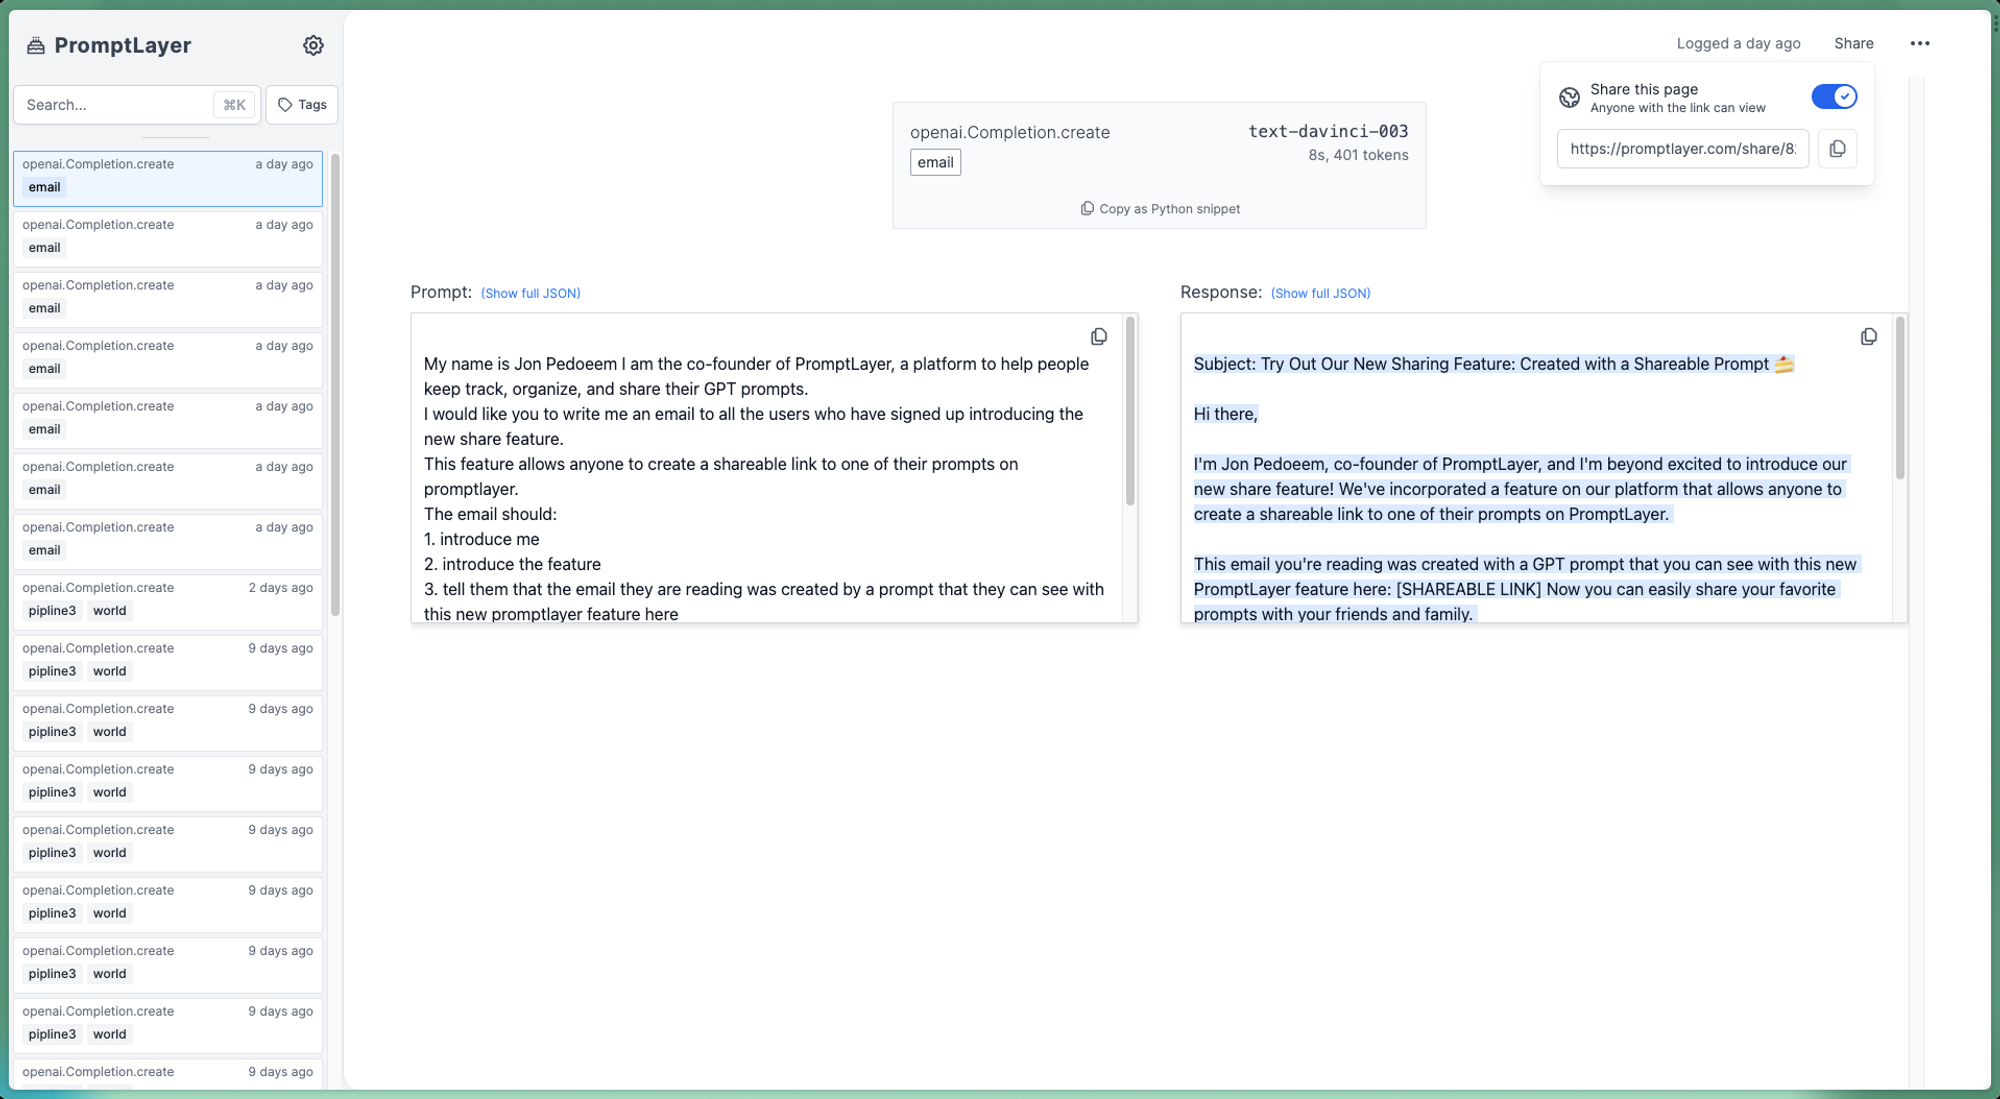 PromptLayer
Search...
⌘K
Tags
openai.Completion.create
a day ago
email
openai.Completion.create
a day ago
email
openai.Completion.create
a day ago
email
openai.Completion.create
a day ago
email
openai.Completion.create
a day ago
email
openai.Completion.create
a day ago
email
openai.Completion.create
a day ago
email
openai.Completion.create
2 days ago
pipline3 world
openai.Completion.create
9 days ago
pipline3 world
openai.Completion.create
9 days ago
pipline3 world
openai.Completion.create
9 days ago
pipline3 world
openai.Completion.create
9 days ago
pipline3 world
openai.Completion.create
9 days ago
pipline3 world
openai.Completion.create
9 days ago
pipline3 world
openai.Completion.create
9 days ago
pipline3 world
openai.Completion.create
9 days ago
Logged a day ago
Share
Share this page
Anyone with the link can view
https://promptlayer.com/share/8
openai.Completion.create
text-davinci-003
email
8s, 401 tokens
Copy as Python snippet
Prompt: (Show full JSON)
My name is Jon Pedoeem I am the co-founder of PromptLayer, a platform to help people
keep track, organize, and share their GPT prompts.
I would like you to write me an email to all the users who have signed up introducing the
new share feature.
This feature allows anyone to create a shareable link to one of their prompts on
promptlayer.
The email should:
1. introduce me
2. introduce the feature
3. tell them that the email they are reading was created by a prompt that they can see with
this new promptlayer feature here
Response: (Show full JSON)
Subject: Try Out Our New Sharing Feature: Created with a Shareable Prompt 🍰
Hi there,
I'm Jon Pedoeem, co-founder of PromptLayer, and I'm beyond excited to introduce our
new share feature! We've incorporated a feature on our platform that allows anyone to
create a shareable link to one of their prompts on PromptLayer.
This email you're reading was created with a GPT prompt that you can see with this new
PromptLayer feature here: [SHAREABLE LINK] Now you can easily share your favorite
prompts with your friends and family.